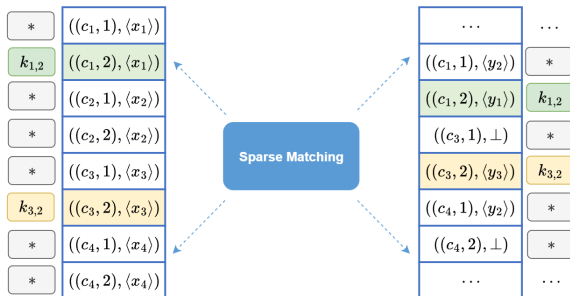 * ((c₁, 1), ⟨x₁⟩)
k₁,₂ ((c₁, 2), ⟨x₁⟩)
* ((c₂, 1), ⟨x₂⟩)
* ((c₂, 2), ⟨x₂⟩)
* ((c₃, 1), ⟨x₃⟩)
k₃,₂ ((c₃, 2), ⟨x₃⟩)
* ((c₄, 1), ⟨x₄⟩)
* ((c₄, 2), ⟨x₄⟩)
Sparse Matching
⋯ ⋯
((c₁, 1), ⟨y₂⟩) *
((c₁, 2), ⟨y₁⟩) k₁,₂
((c₃, 1), ⊥) *
((c₃, 2), ⟨y₃⟩) k₃,₂
((c₄, 1), ⟨y₂⟩) *
((c₄, 2), ⊥) *
⋯ ⋯